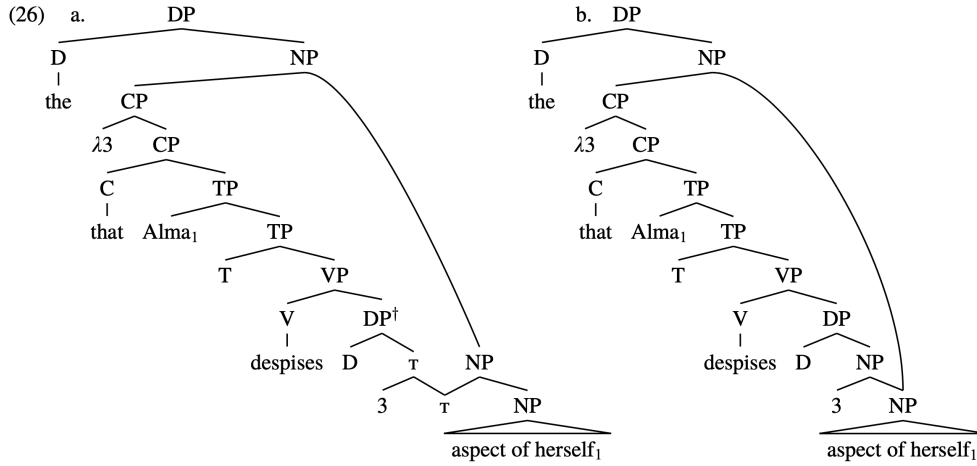 (26) a. DP b. DP
D NP D NP
the CP the CP
λ3 CP λ3 CP
C TP C TP
that Alma₁ TP that Alma₁ TP
T VP T VP
V DP† V DP
despises D T NP despises D NP
3 T NP 3 NP
aspect of herself₁ aspect of herself₁